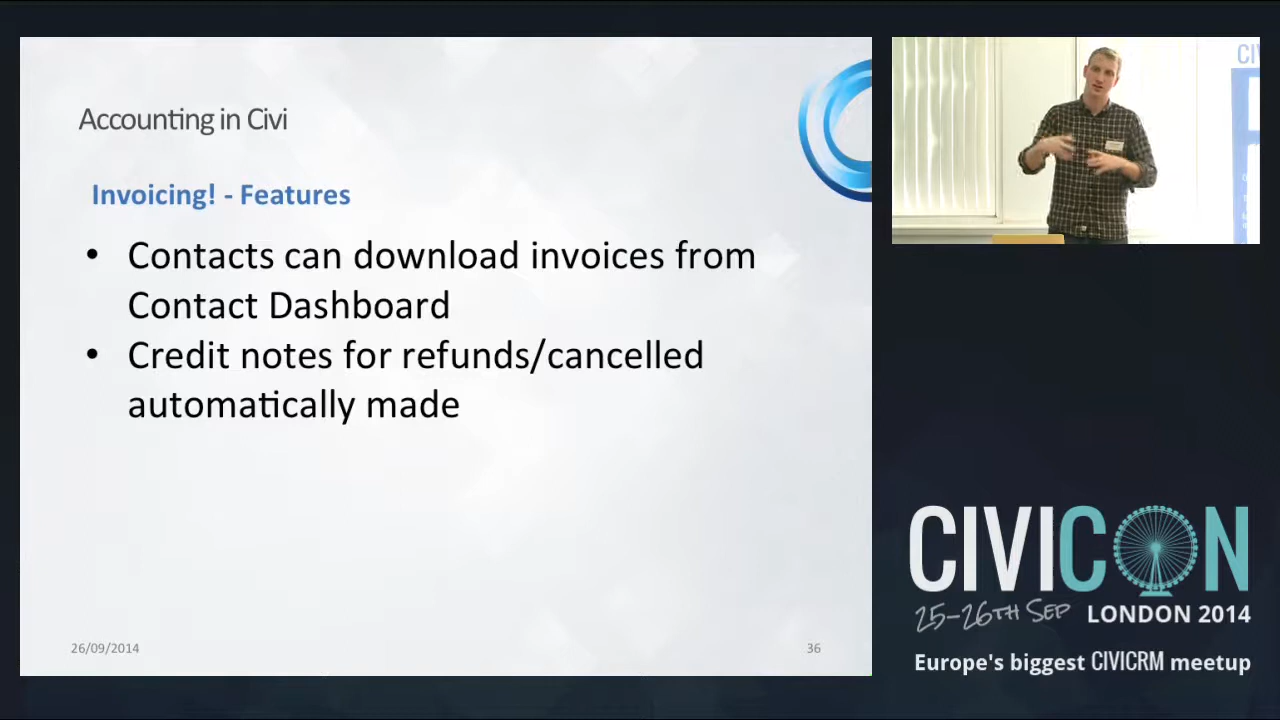 Accounting in Civi
Invoicing! - Features
• Contacts can download invoices from
Contact Dashboard
• Credit notes for refunds/cancelled
automatically made
26/09/2014
36
CI
CIVICON
25-26TH SEP LONDON 2014
Europe's biggest CIVICRM meetup